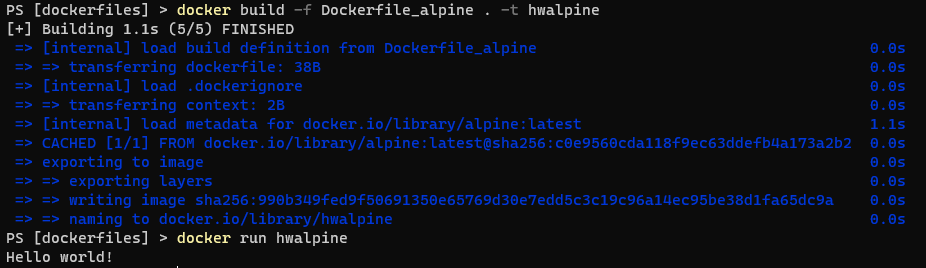 PS [dockerfiles] > docker build -f Dockerfile_alpine . -t hwalpine
[+] Building 1.1s (5/5) FINISHED
=> [internal] load build definition from Dockerfile_alpine 0.0s
=> => transferring dockerfile: 38B 0.0s
=> [internal] load .dockerignore 0.0s
=> => transferring context: 2B 0.0s
=> [internal] load metadata for docker.io/library/alpine:latest 1.1s
=> CACHED [1/1] FROM docker.io/library/alpine:latest@sha256:c0e9560cda118f9ec63ddefb4a173a2b2 0.0s
=> exporting to image 0.0s
=> => exporting layers 0.0s
=> => writing image sha256:990b349fed9f50691350e65769d30e7edd5c3c19c96a14ec95be38d1fa65dc9a 0.0s
=> => naming to docker.io/library/hwalpine 0.0s
PS [dockerfiles] > docker run hwalpine
Hello world!